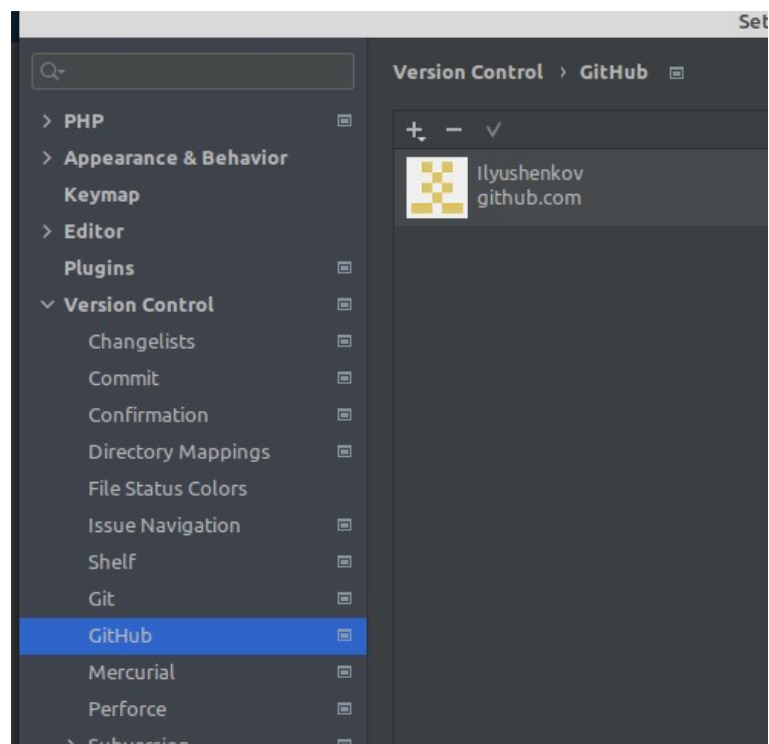 Set
Version Control › GitHub
PHP
Appearance & Behavior
Keymap
Editor
Plugins
Version Control
Changelists
Commit
Confirmation
Directory Mappings
File Status Colors
Issue Navigation
Shelf
Git
GitHub
Mercurial
Perforce
Subversion
Ilyushenkov
github.com